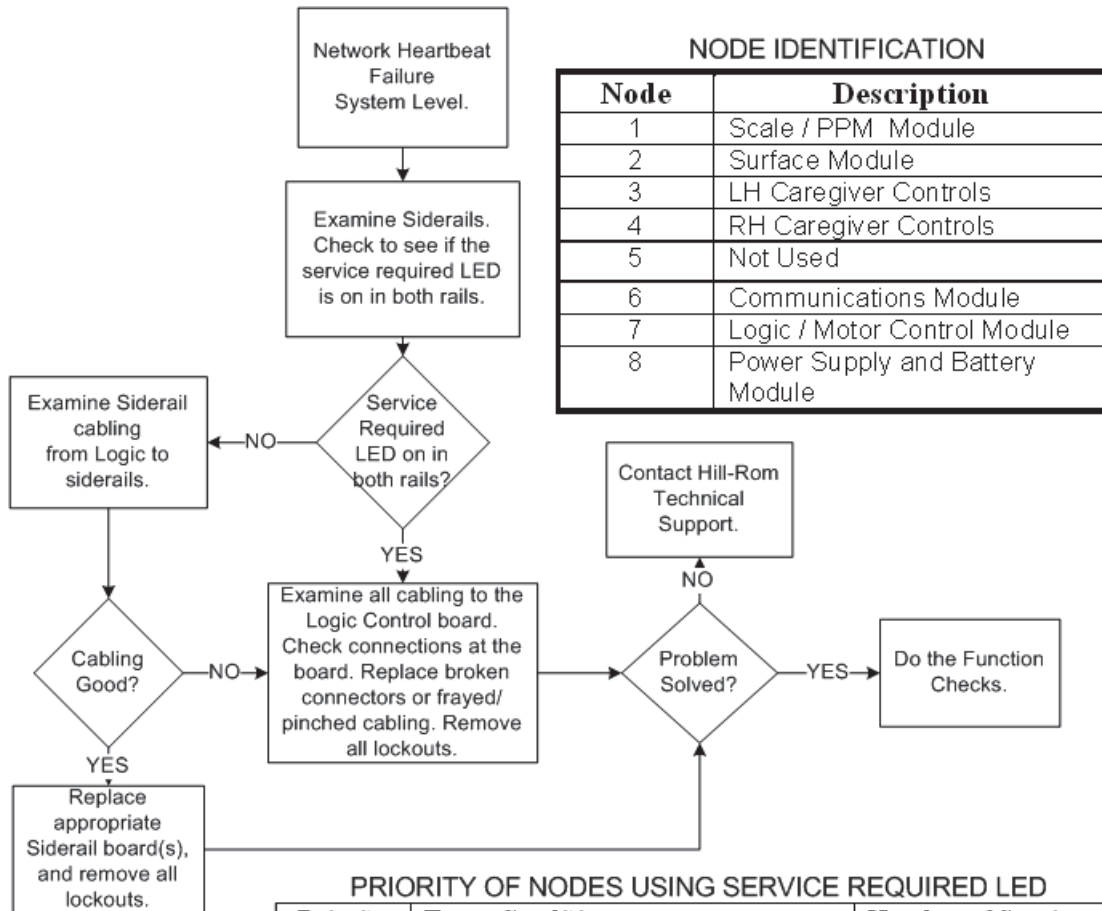 Network Heartbeat
Failure
System Level.
Examine Siderails.
Check to see if the
service required LED
is on in both rails.
Service
Required
LED on in
both rails?
NO
YES
Examine Siderail
cabling
from Logic to
siderails.
Cabling
Good?
NO
YES
Replace
appropriate
Siderail board(s),
and remove all
lockouts.
Examine all cabling to the
Logic Control board.
Check connections at the
board. Replace broken
connectors or frayed/
pinched cabling. Remove
all lockouts.
Problem
Solved?
NO
YES
Contact Hill-Rom
Technical
Support.
Do the Function
Checks.
NODE IDENTIFICATION
Node Description
1 Scale / PPM Module
2 Surface Module
3 LH Caregiver Controls
4 RH Caregiver Controls
5 Not Used
6 Communications Module
7 Logic / Motor Control Module
8 Power Supply and Battery
Module
PRIORITY OF NODES USING SERVICE REQUIRED LED